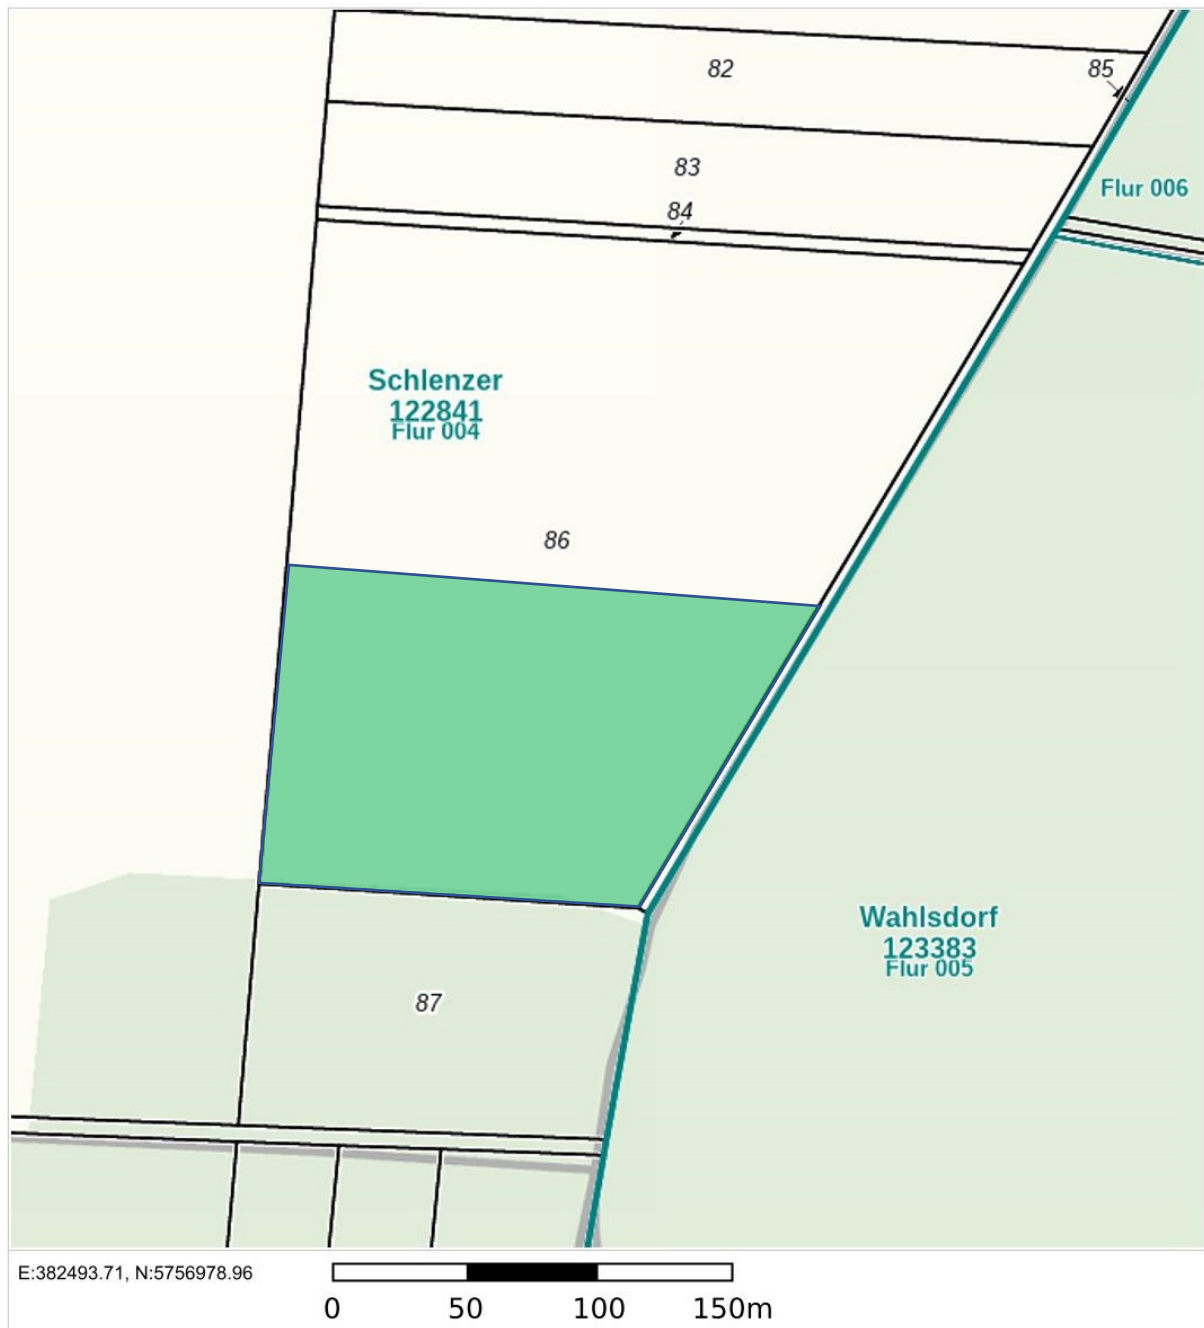 82
85
83
Flur 006
84
Schlenzer
122841
Flur 004
86
Wahlsdorf
123383
Flur 005
87
E:382493.71, N:5756978.96
0 50 100 150m